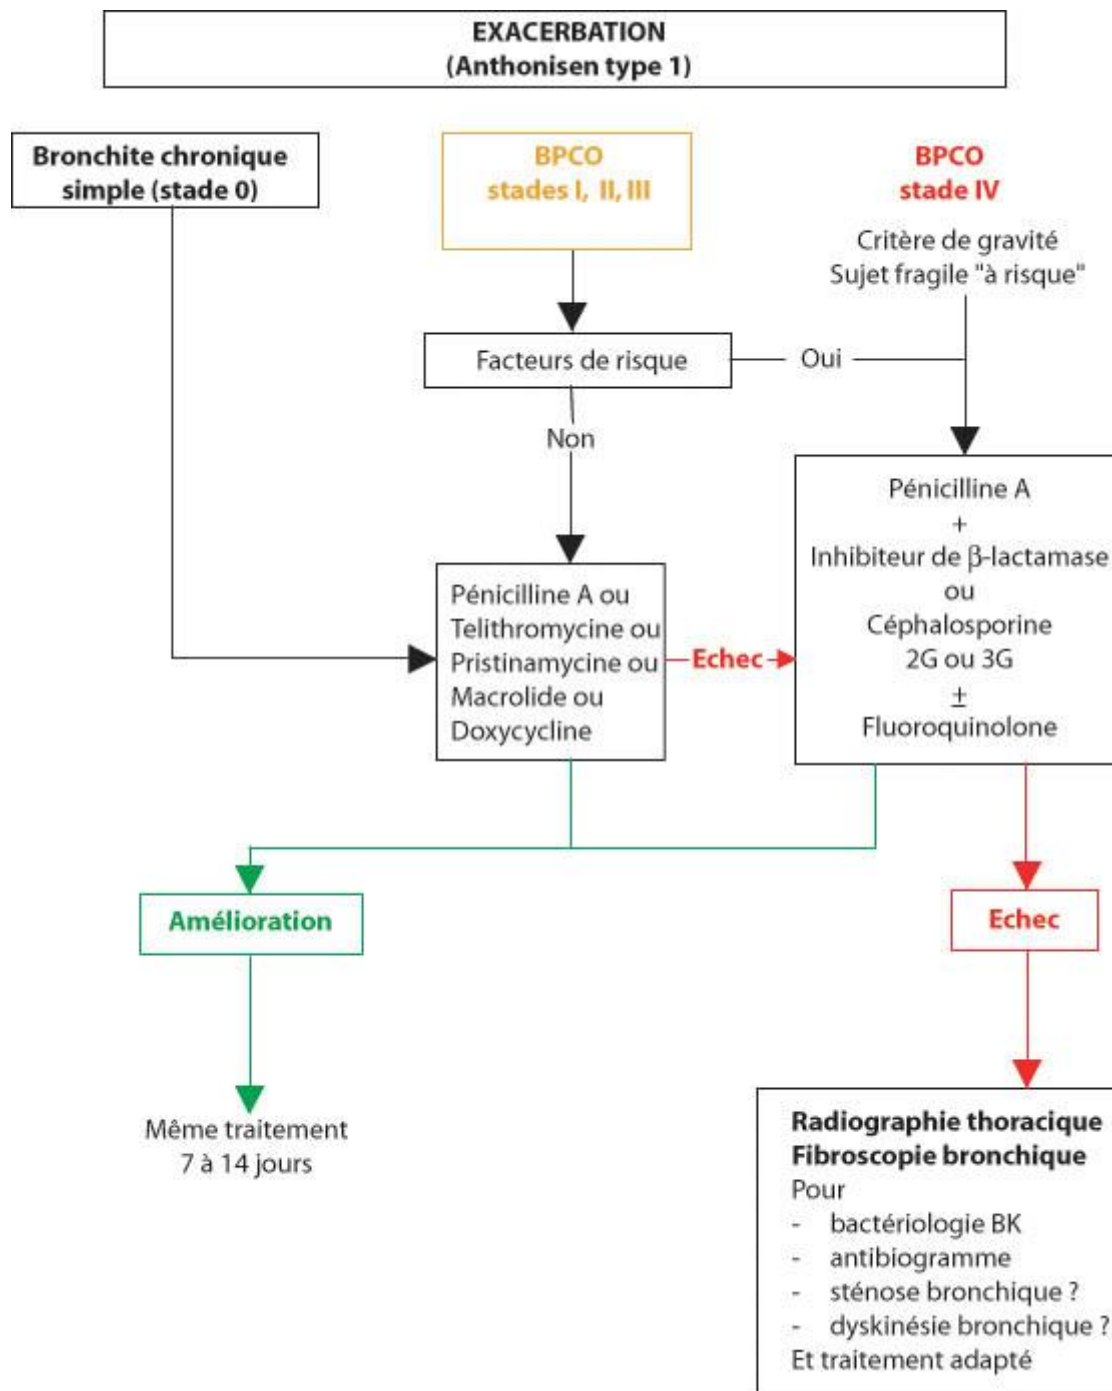 EXACERBATION
(Anthonisen type 1)
Bronchite chronique
simple (stade 0)
BPCO
stades I, II, III
BPCO
stade IV
Critère de gravité
Sujet fragile "à risque"
Facteurs de risque
Oui
Non
Pénicilline A ou
Telithromycine ou
Pristinamycine ou
Macrolide ou
Doxycycline
Echec
Pénicilline A
+
Inhibiteur de β-lactamase
ou
Céphalosporine
2G ou 3G
±
Fluoroquinolone
Amélioration
Echec
Même traitement
7 à 14 jours
Radiographie thoracique
Fibroscopie bronchique
Pour
- bactériologie BK
- antibiogramme
- sténose bronchique ?
- dyskinésie bronchique ?
Et traitement adapté